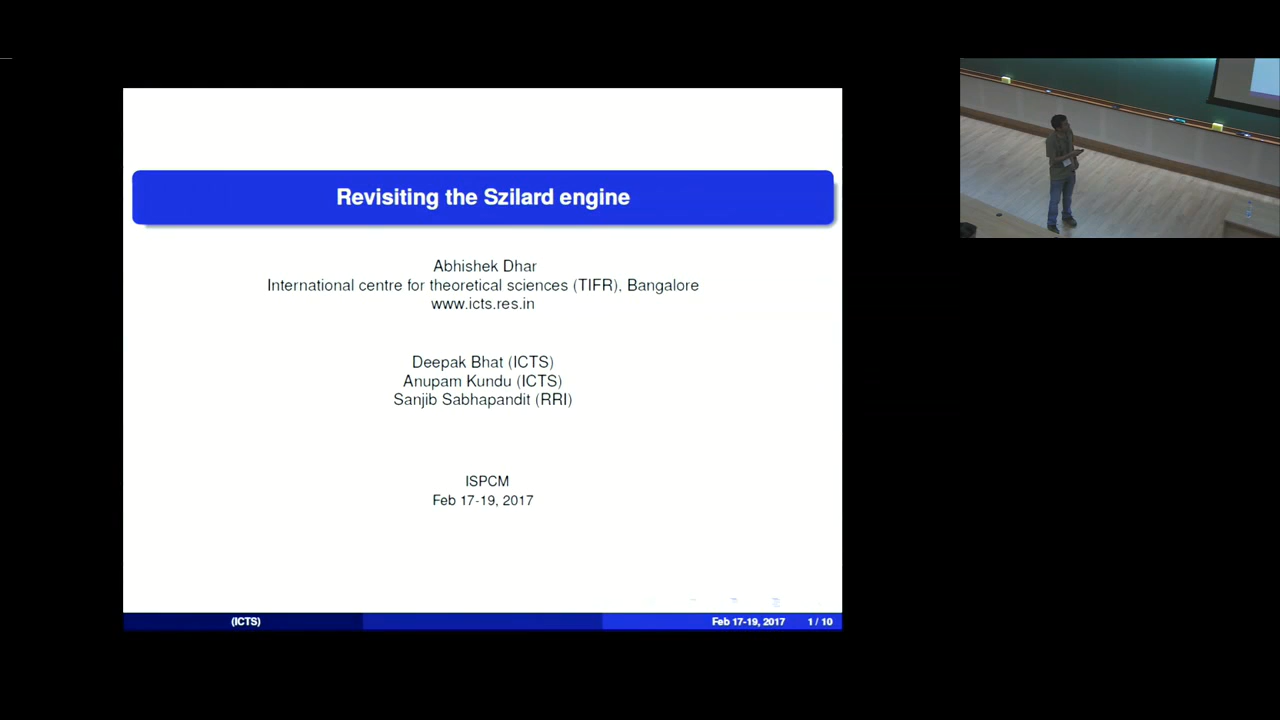 Revisiting the Szilard engine
Abhishek Dhar
International centre for theoretical sciences (TIFR), Bangalore
www.icts.res.in
Deepak Bhat (ICTS)
Anupam Kundu (ICTS)
Sanjib Sabhapandit (RRI)
ISPCM
Feb 17-19, 2017
(ICTS)
Feb 17-19, 2017
1 / 10